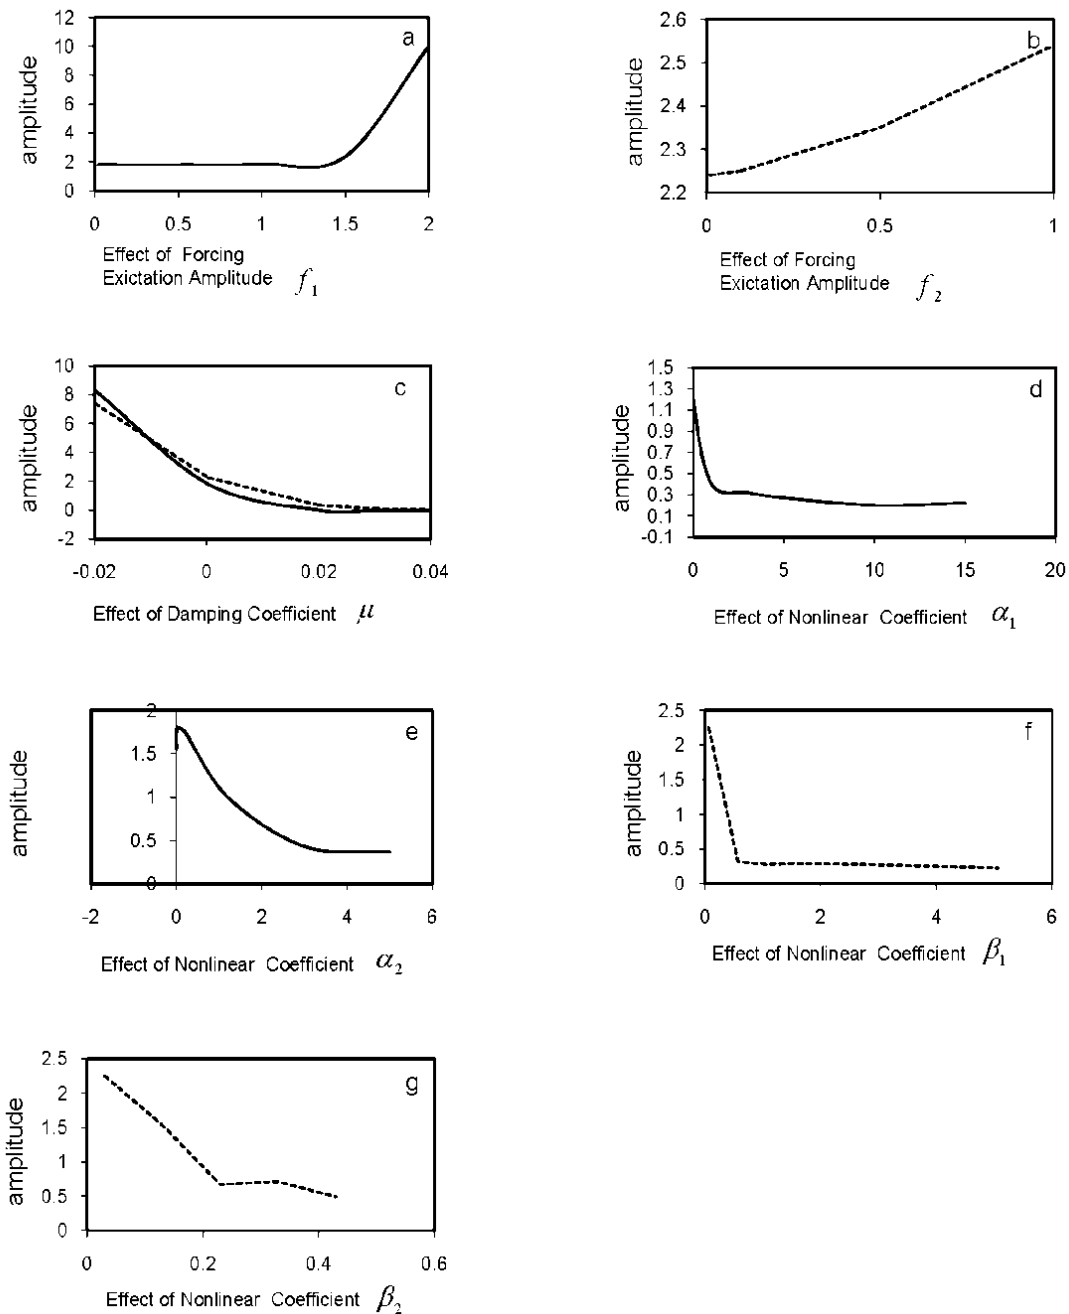 12
10
8
6
4
2
0
amplitude
a
0 0.5 1 1.5 2
Effect of Forcing
Exictation Amplitude f1
2.6
2.5
2.4
2.3
2.2
amplitude
b
0 0.5 1
Effect of Forcing
Exictation Amplitude f2
10
8
6
4
2
0
-2
amplitude
c
-0.02 0 0.02 0.04
Effect of Damping Coefficient μ
1.5
1.3
1.1
0.9
0.7
0.5
0.3
0.1
-0.1
amplitude
d
0 5 10 15 20
Effect of Nonlinear Coefficient α1
2
1.5
1
0.5
0
amplitude
e
-2 0 2 4 6
Effect of Nonlinear Coefficient α2
2.5
2
1.5
1
0.5
0
amplitude
f
0 2 4 6
Effect of Nonlinear Coefficient β1
2.5
2
1.5
1
0.5
0
amplitude
g
0 0.2 0.4 0.6
Effect of Nonlinear Coefficient β2